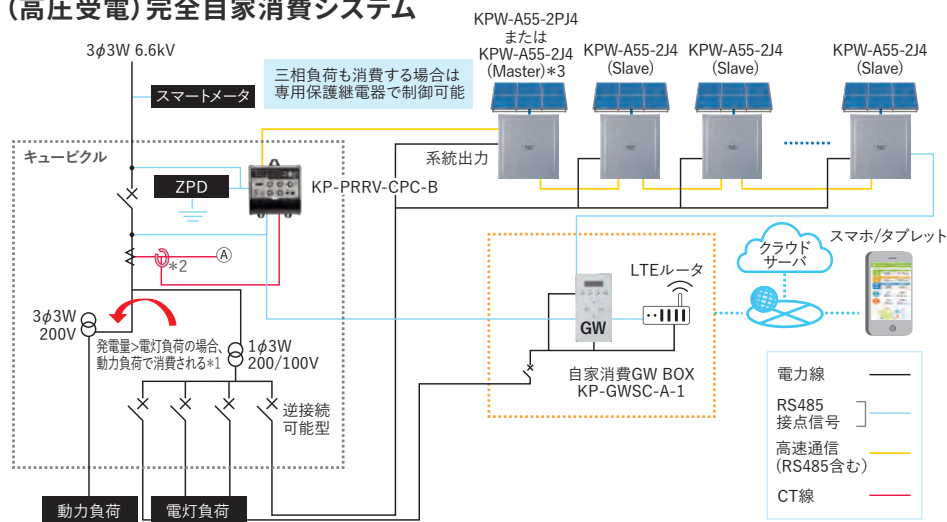 (高圧受電)完全自家消費システム
3φ3W 6.6kV
スマートメータ
三相負荷も消費する場合は
専用保護継電器で制御可能
KPW-A55-2PJ4
または
KPW-A55-2J4
(Master)*3
KPW-A55-2J4
(Slave)
KPW-A55-2J4
(Slave)
KPW-A55-2J4
(Slave)
系統出力
キュービクル
ZPD
KP-PRRV-CPC-B
A
*2
3φ3W
200V
発電量>電灯負荷の場合、
動力負荷で消費される*1
1φ3W
200/100V
逆接続
可能型
動力負荷
電灯負荷
GW
LTEルータ
自家消費GW BOX
KP-GWSC-A-1
クラウド
サーバ
スマホ/タブレット
電力線
RS485
接点信号
高速通信
(RS485含む)
CT線